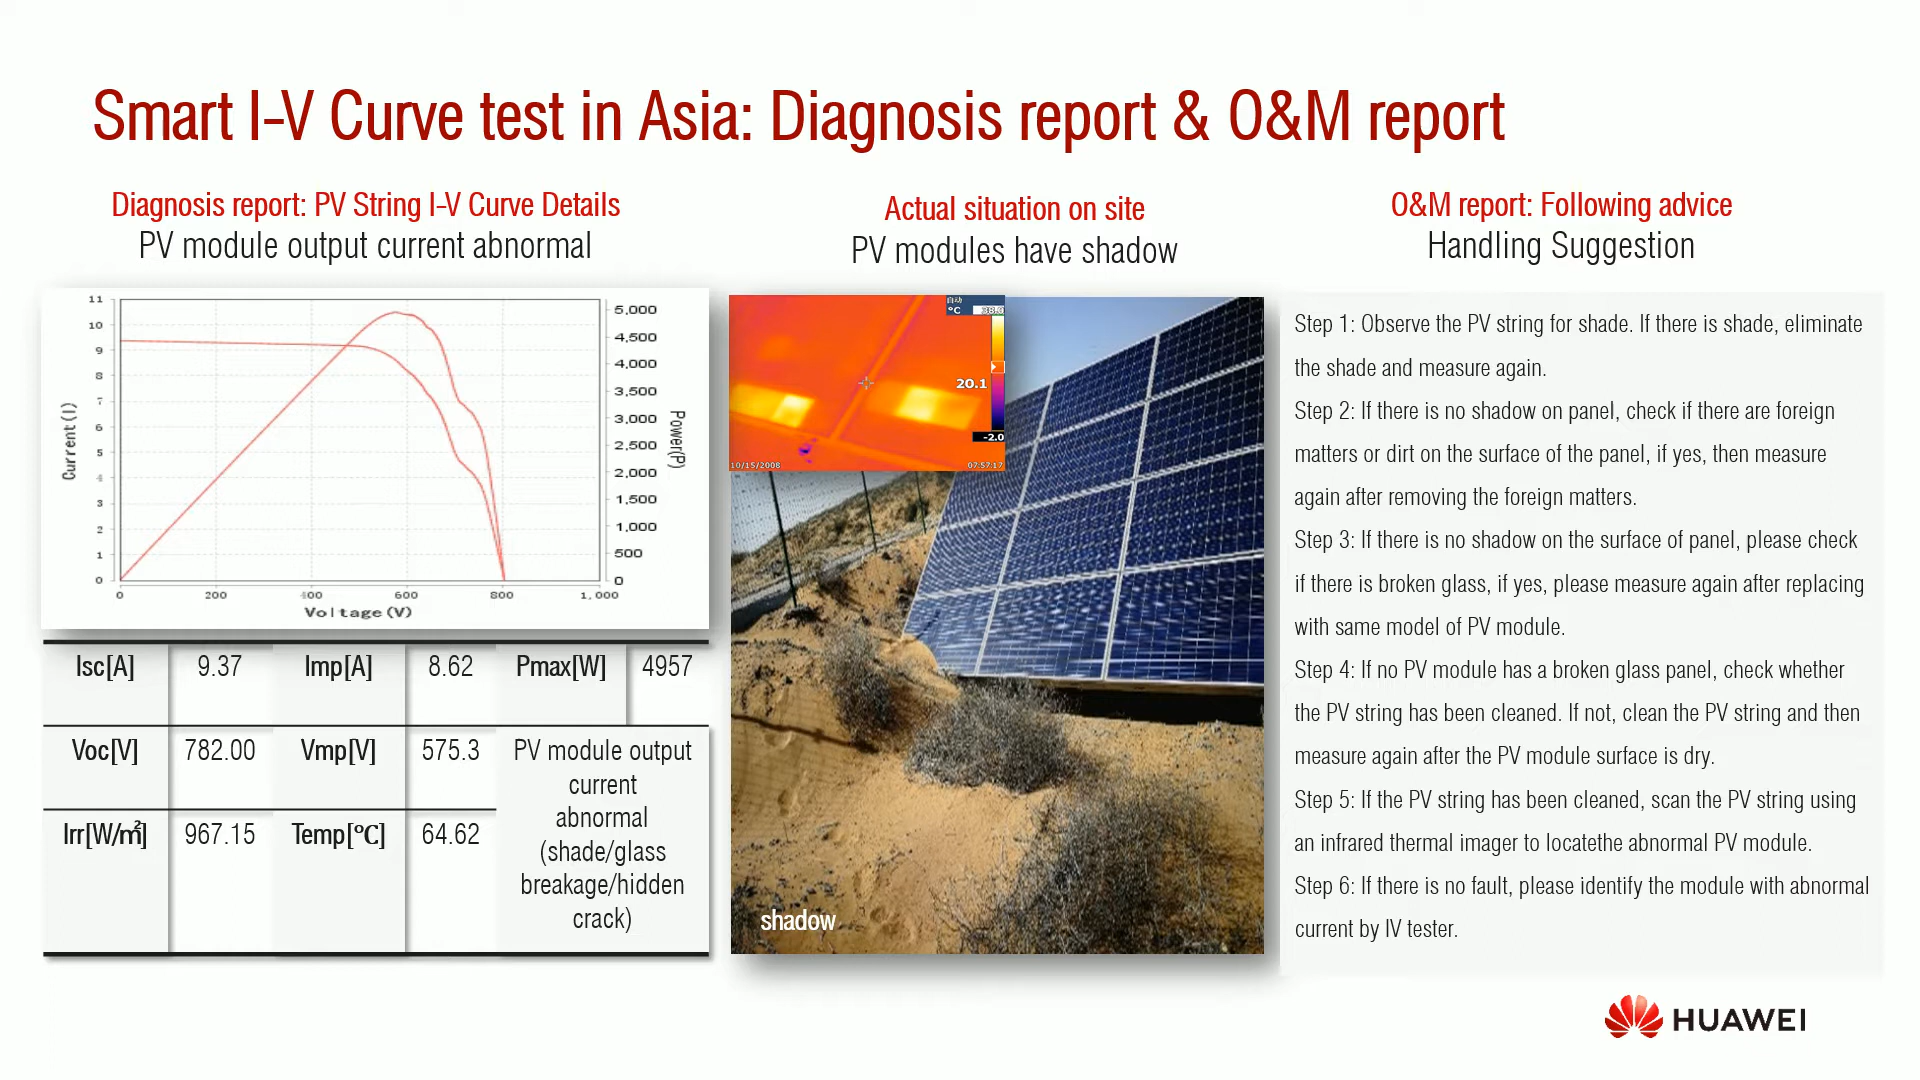 Smart I-V Curve test in Asia: Diagnosis report & O&M report
Diagnosis report: PV String I-V Curve Details
PV module output current abnormal
11
10
9
8
7
6
5
4
3
2
1
0
Current(I)
5,000
4,500
4,000
3,500
3,000
2,500
2,000
1,500
1,000
500
0
Power(P)
0 200 400 600 800 1,000
Voltage(V)
Isc[A] 9.37 Imp[A] 8.62 Pmax[W] 4957
Voc[V] 782.00 Vmp[V] 575.3
Irr[W/㎡] 967.15 Temp[℃] 64.62
PV module output
current
abnormal
(shade/glass
breakage/hidden
crack)
Actual situation on site
PV modules have shadow
自动
°C 38.0
20.1
-2.0
10/15/2008 07:57:17
shadow
O&M report: Following advice
Handling Suggestion
Step 1: Observe the PV string for shade. If there is shade, eliminate
the shade and measure again.
Step 2: If there is no shadow on panel, check if there are foreign
matters or dirt on the surface of the panel, if yes, then measure
again after removing the foreign matters.
Step 3: If there is no shadow on the surface of panel, please check
if there is broken glass, if yes, please measure again after replacing
with same model of PV module.
Step 4: If no PV module has a broken glass panel, check whether
the PV string has been cleaned. If not, clean the PV string and then
measure again after the PV module surface is dry.
Step 5: If the PV string has been cleaned, scan the PV string using
an infrared thermal imager to locatethe abnormal PV module.
Step 6: If there is no fault, please identify the module with abnormal
current by IV tester.
HUAWEI